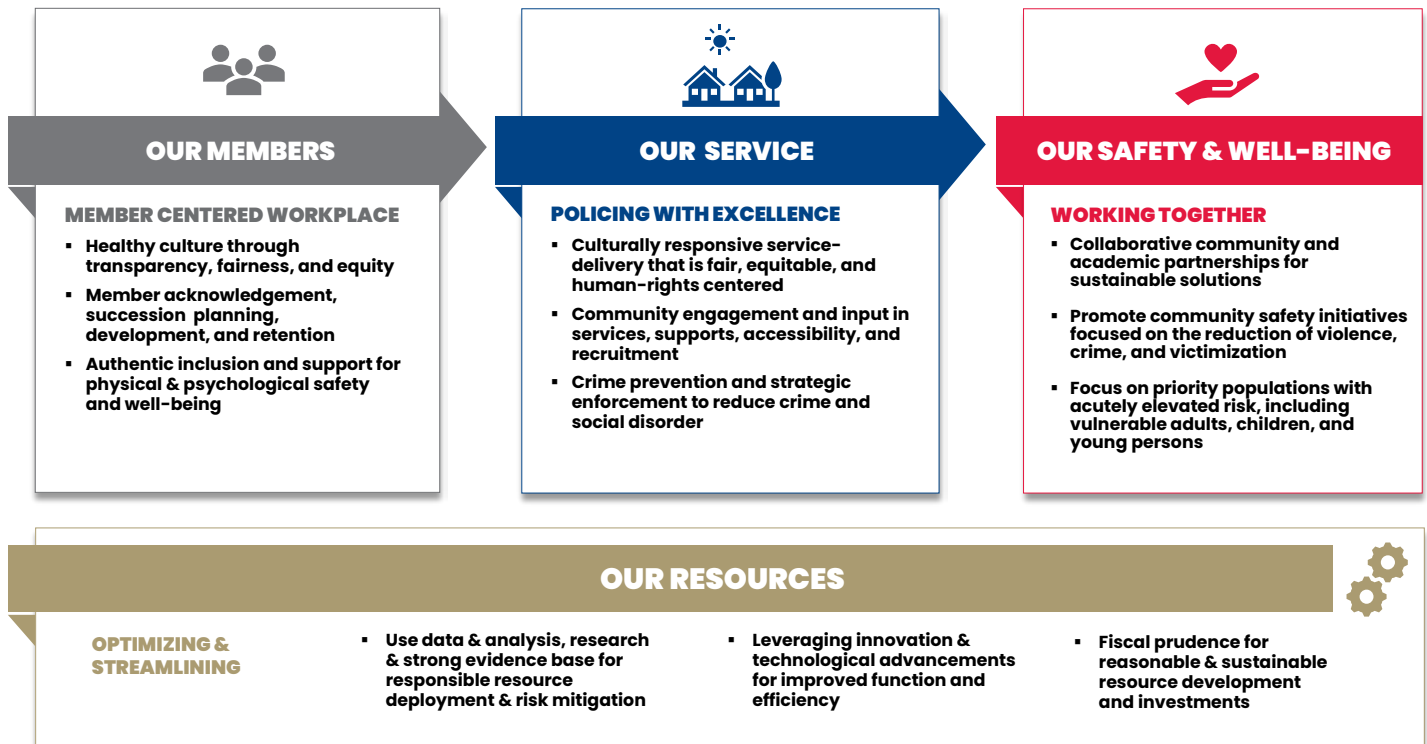 OUR MEMBERS
MEMBER CENTERED WORKPLACE
▪ Healthy culture through
transparency, fairness, and equity
▪ Member acknowledgement,
succession planning,
development, and retention
▪ Authentic inclusion and support for
physical & psychological safety
and well-being
OUR SERVICE
POLICING WITH EXCELLENCE
▪ Culturally responsive service-
delivery that is fair, equitable, and
human-rights centered
▪ Community engagement and input in
services, supports, accessibility, and
recruitment
▪ Crime prevention and strategic
enforcement to reduce crime and
social disorder
OUR SAFETY & WELL-BEING
WORKING TOGETHER
▪ Collaborative community and
academic partnerships for
sustainable solutions
▪ Promote community safety initiatives
focused on the reduction of violence,
crime, and victimization
▪ Focus on priority populations with
acutely elevated risk, including
vulnerable adults, children, and
young persons
OUR RESOURCES
OPTIMIZING &
STREAMLINING
▪ Use data & analysis, research
& strong evidence base for
responsible resource
deployment & risk mitigation
▪ Leveraging innovation &
technological advancements
for improved function and
efficiency
▪ Fiscal prudence for
reasonable & sustainable
resource development
and investments